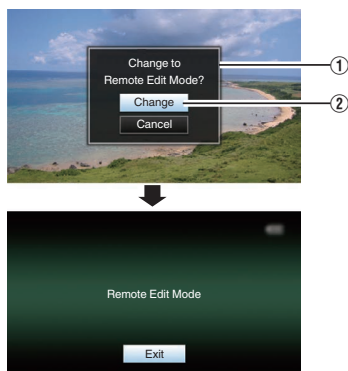 Change to
Remote Edit Mode?
Change
Cancel
①
②
Remote Edit Mode
Exit